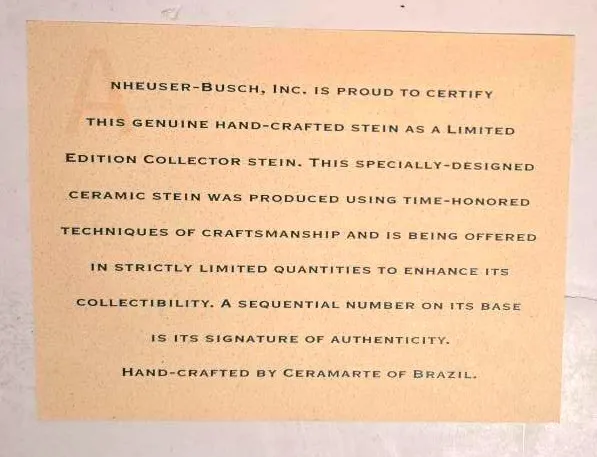 ANHEUSER-BUSCH, INC. IS PROUD TO CERTIFY
THIS GENUINE HAND-CRAFTED STEIN AS A LIMITED
EDITION COLLECTOR STEIN. THIS SPECIALLY-DESIGNED
CERAMIC STEIN WAS PRODUCED USING TIME-HONORED
TECHNIQUES OF CRAFTSMANSHIP AND IS BEING OFFERED
IN STRICTLY LIMITED QUANTITIES TO ENHANCE ITS
COLLECTIBILITY. A SEQUENTIAL NUMBER ON ITS BASE
IS ITS SIGNATURE OF AUTHENTICITY.
HAND-CRAFTED BY CERAMARTE OF BRAZIL.